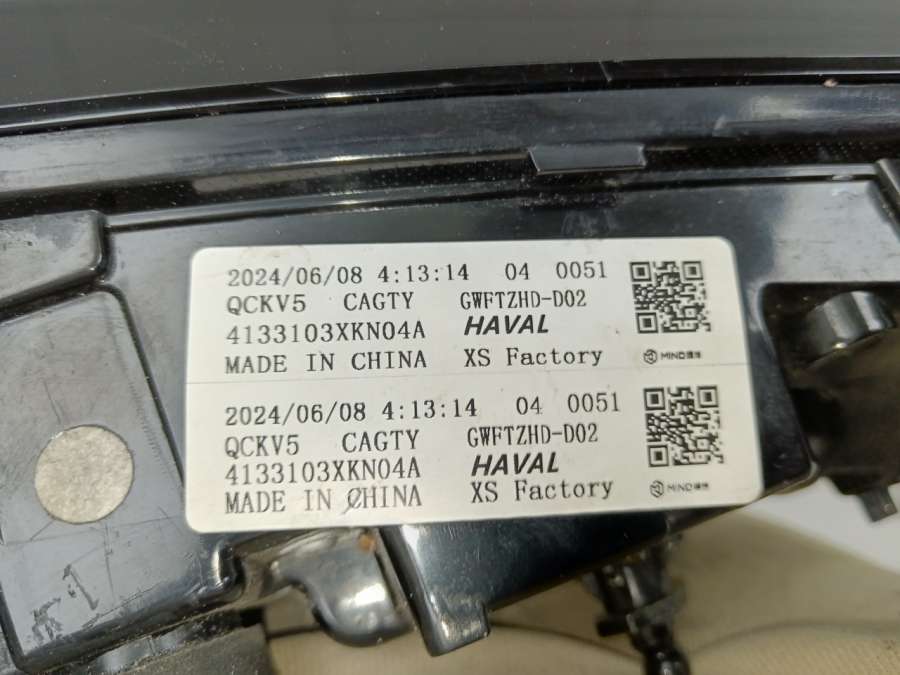 2024/06/08 4:13:14 04 0051
QCKV5 CAGTY GWFTZHD-D02
4133103XKN04A HAVAL
MADE IN CHINA XS Factory
MIND
2024/06/08 4:13:14 04 0051
QCKV5 CAGTY GWFTZHD-D02
4133103XKN04A HAVAL
MADE IN CHINA XS Factory
MIND